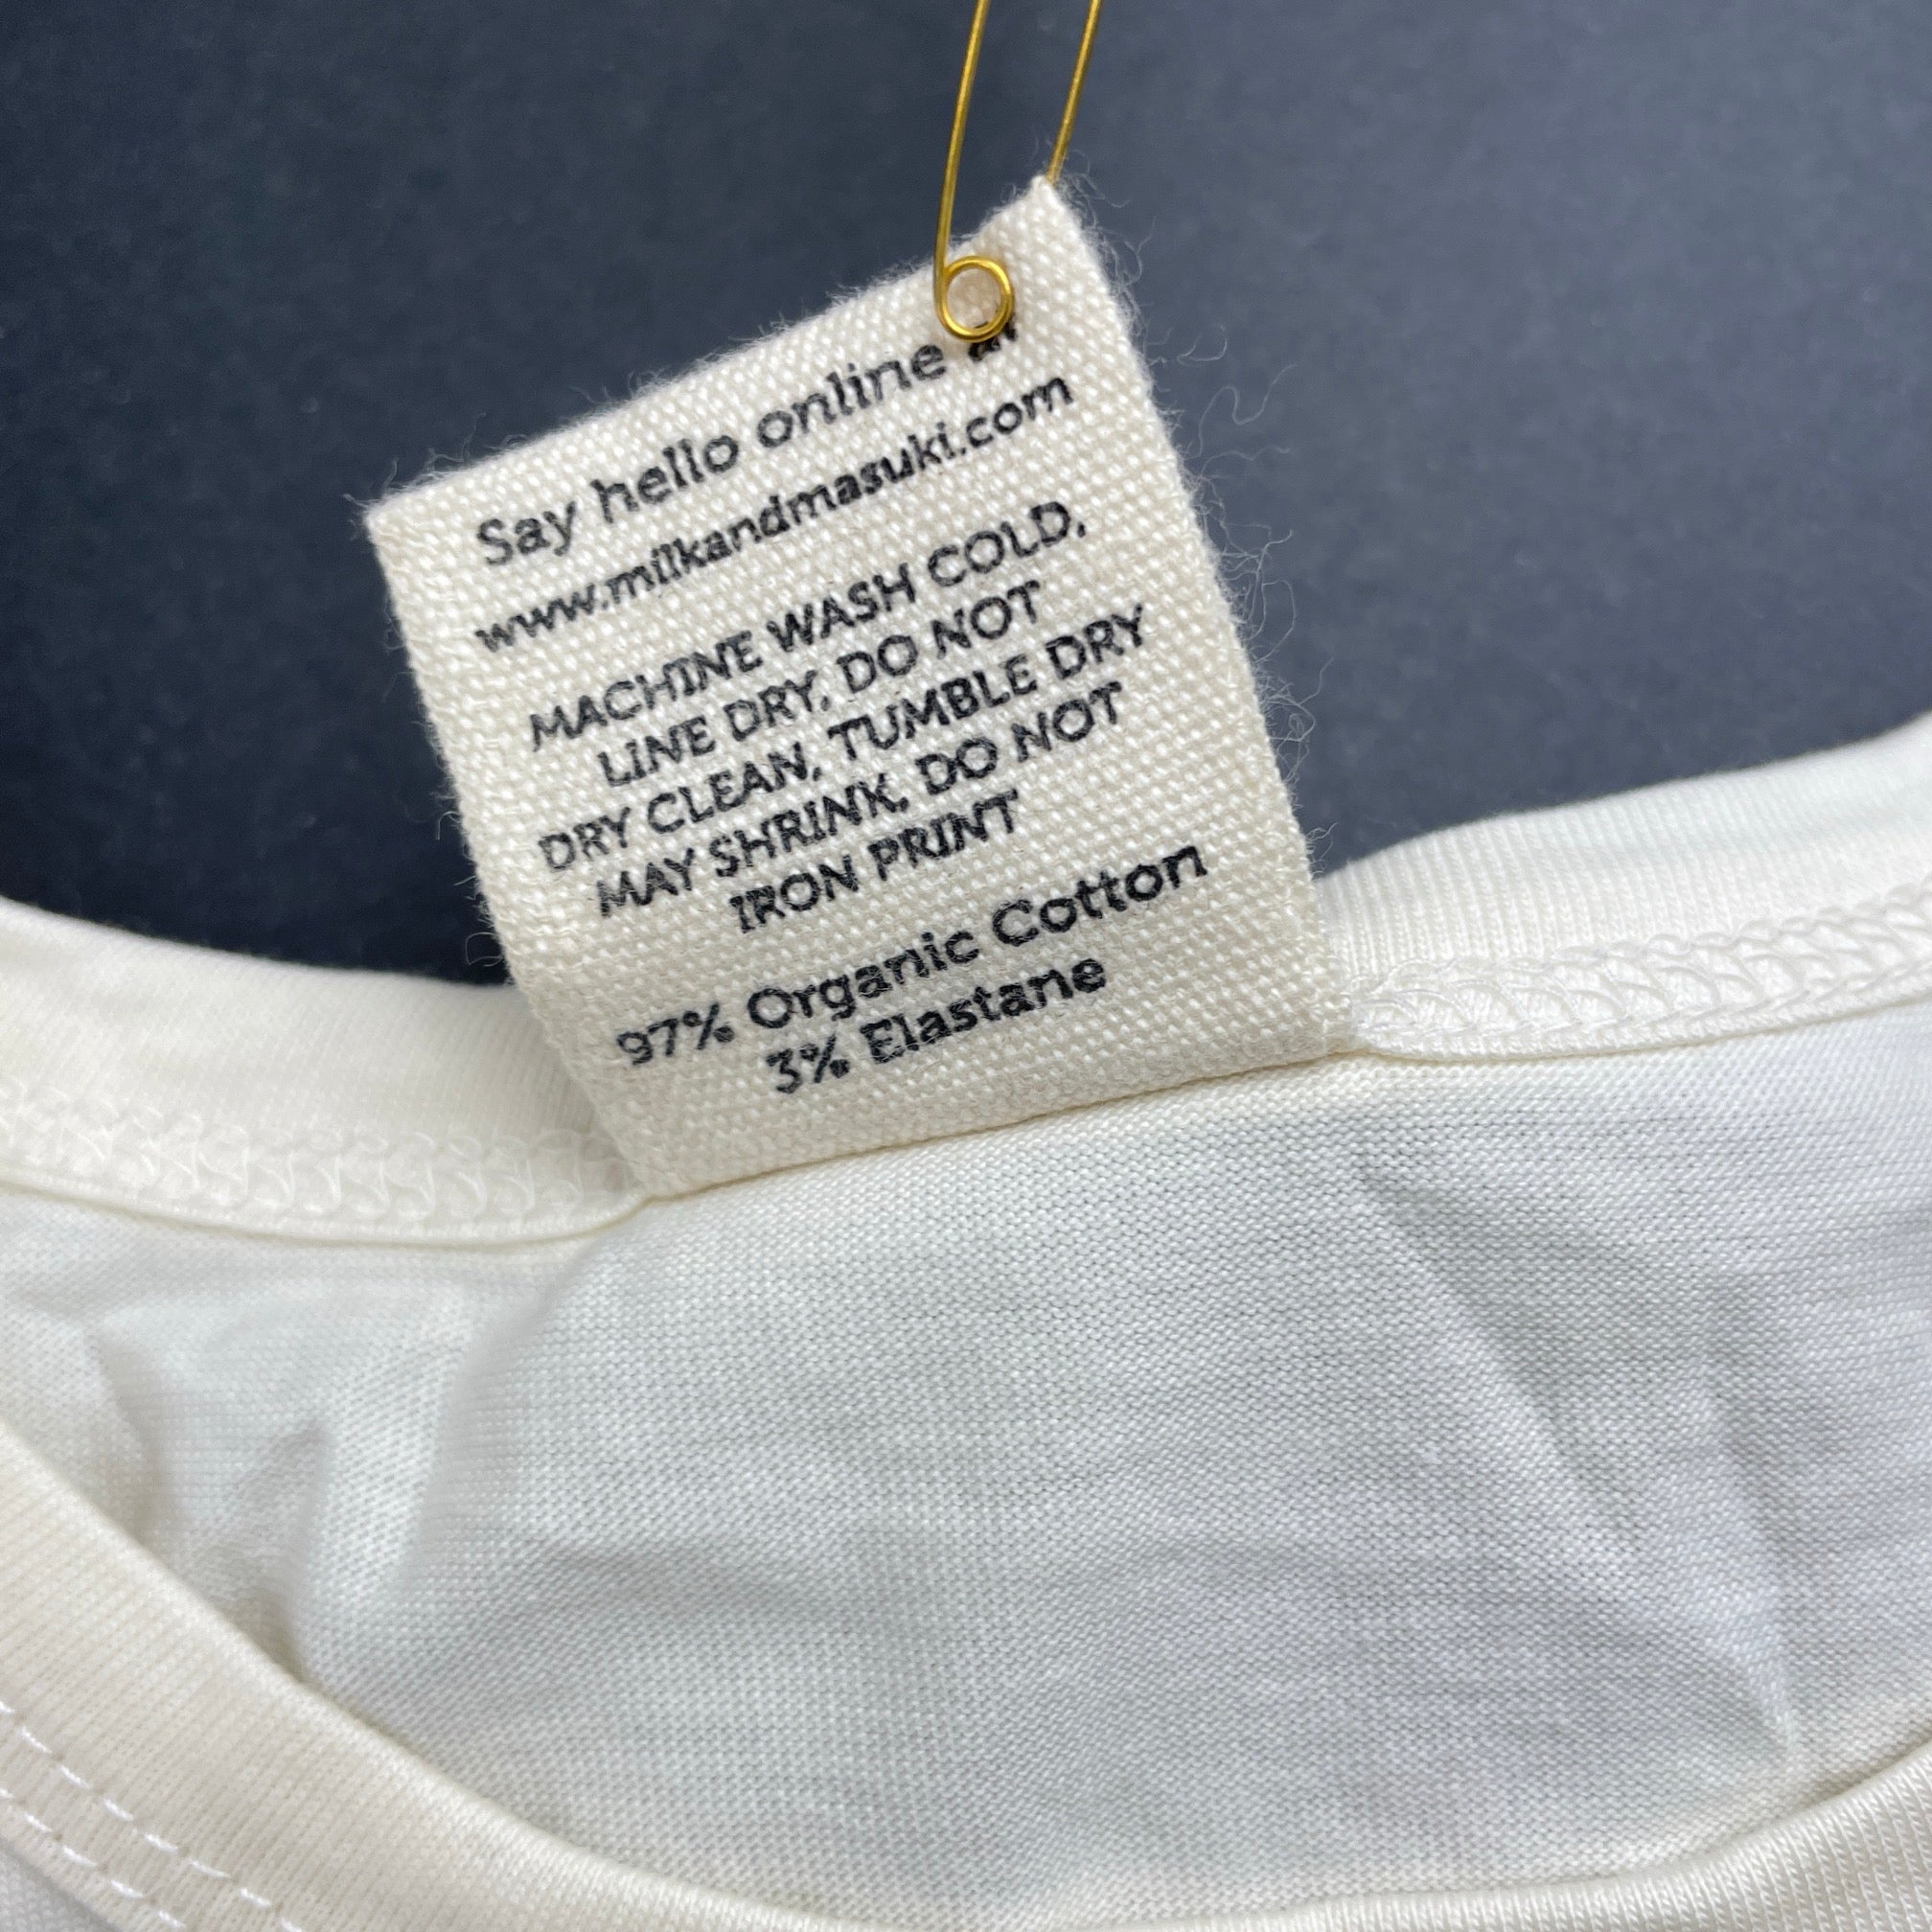 Say hello online at
www.milkandmasuki.com
MACHINE WASH COLD,
LINE DRY, DO NOT
DRY CLEAN, TUMBLE DRY
MAY SHRINK, DO NOT
IRON PRINT
97% Organic Cotton
3% Elastane